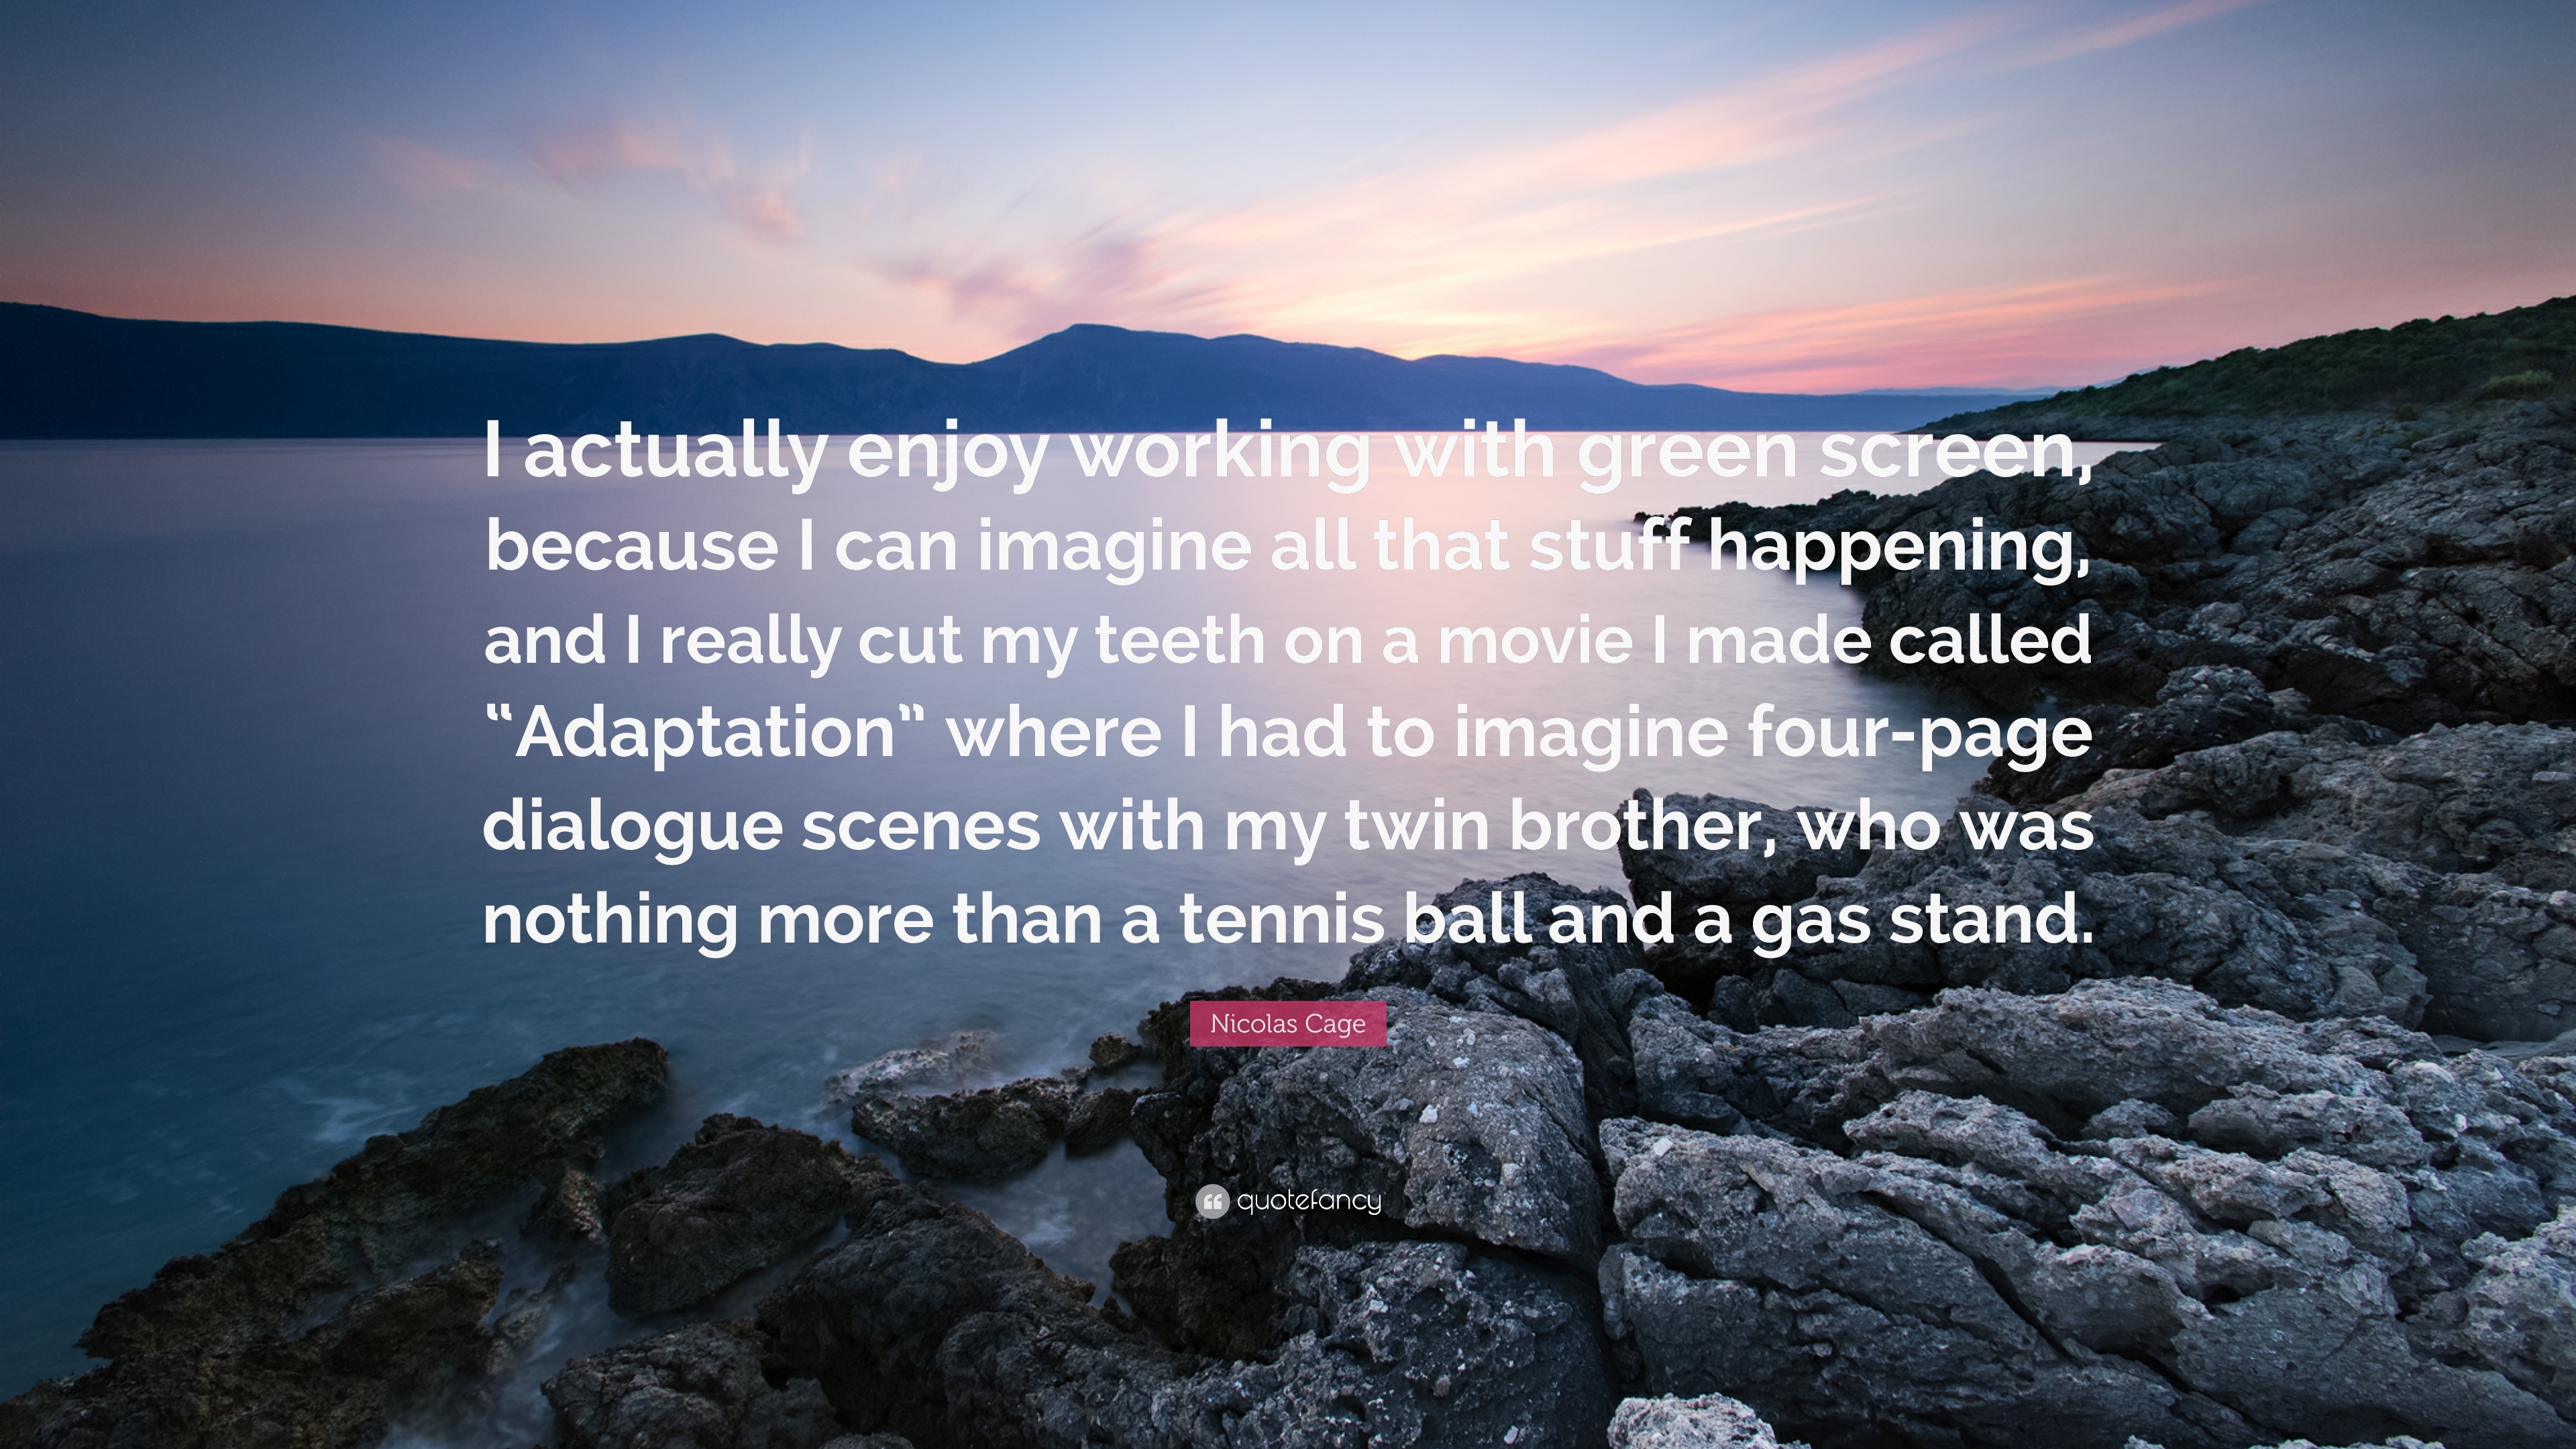 I actually enjoy working with green screen,
because I can imagine all that stuff happening,
and I really cut my teeth on a movie I made called
“Adaptation” where I had to imagine four-page
dialogue scenes with my twin brother, who was
nothing more than a tennis ball and a gas stand.
Nicolas Cage
quotefancy